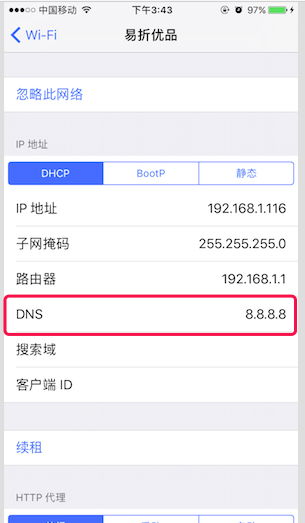 中国移动 下午3:43 97%
Wi-Fi 易折优品
忽略此网络
IP 地址
DHCP BootP 静态
IP 地址 192.168.1.116
子网掩码 255.255.255.0
路由器 192.168.1.1
DNS 8.8.8.8
搜索域
客户端 ID
续租
HTTP 代理